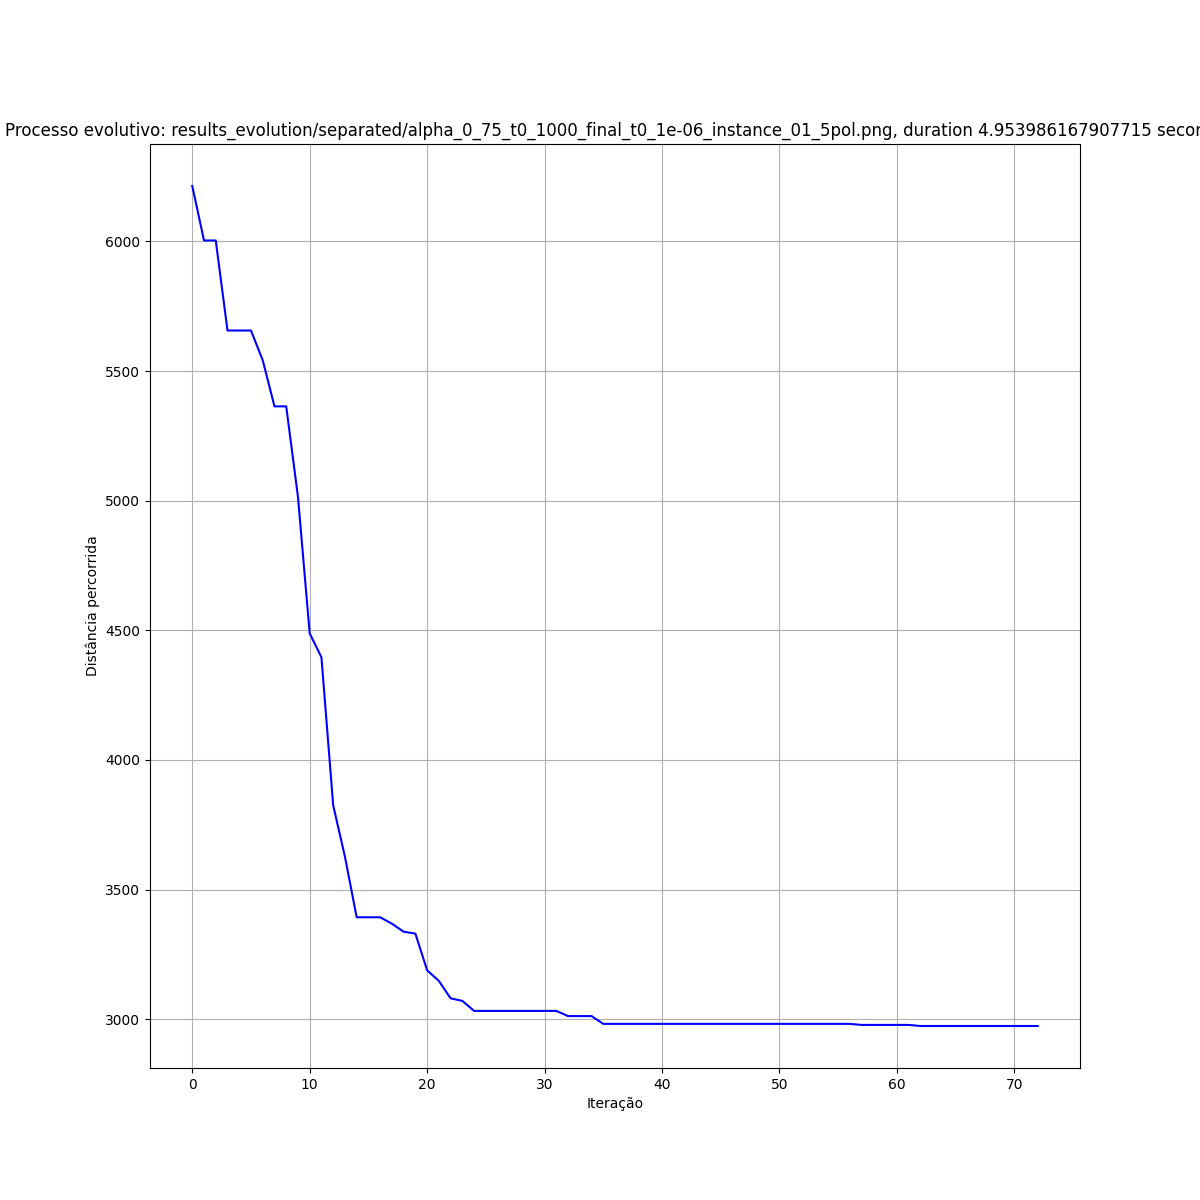 Processo evolutivo: results_evolution/separated/alpha_0_75_t0_1000_final_t0_1e-06_instance_01_5pol.png, duration 4.953986167907715 secon
6000
5500
5000
4500
4000
3500
3000
Distância percorrida
0 10 20 30 40 50 60 70
Iteração